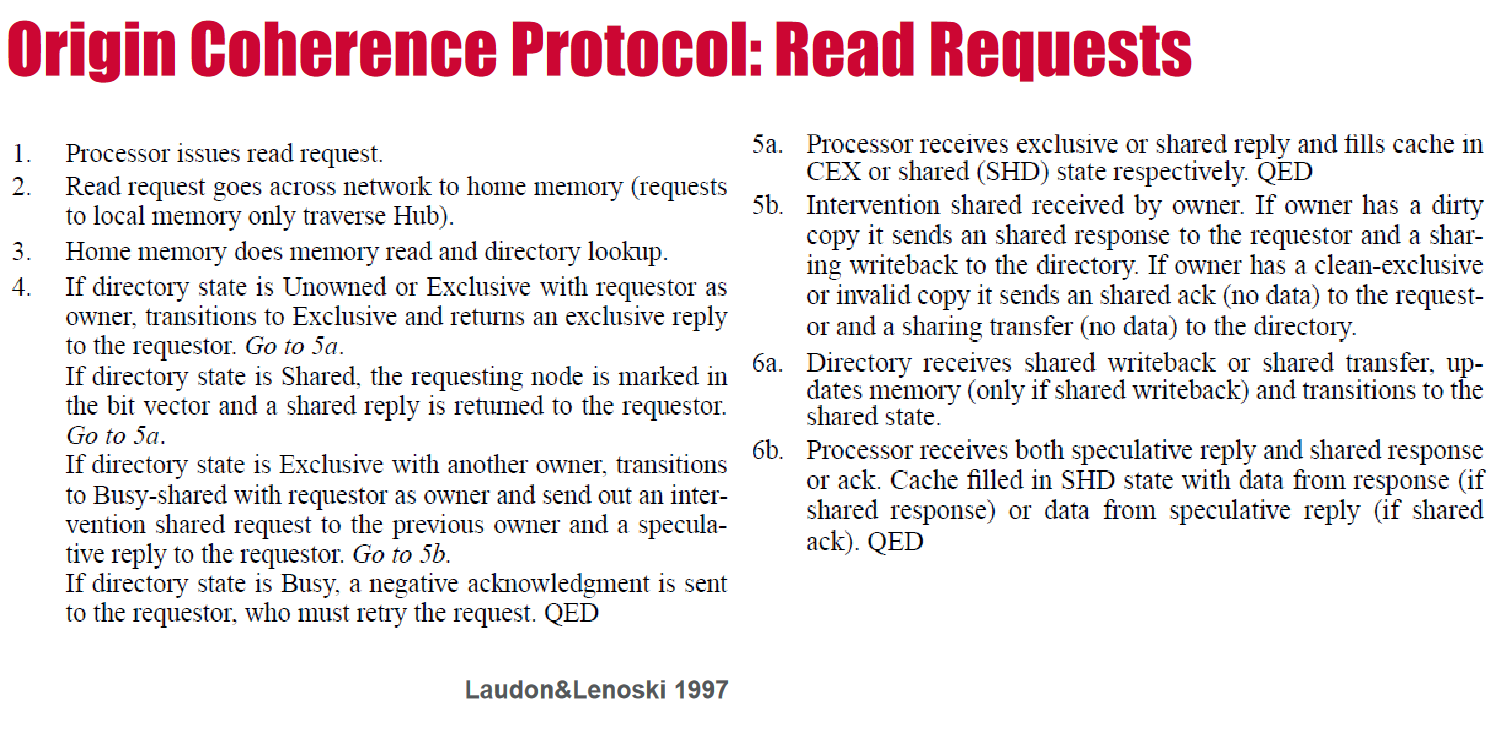 Origin Coherence Protocol: Read Requests
1. Processor issues read request.
2. Read request goes across network to home memory (requests
to local memory only traverse Hub).
3. Home memory does memory read and directory lookup.
4. If directory state is Unowned or Exclusive with requestor as
owner, transitions to Exclusive and returns an exclusive reply
to the requestor. Go to 5a.
If directory state is Shared, the requesting node is marked in
the bit vector and a shared reply is returned to the requestor.
Go to 5a.
If directory state is Exclusive with another owner, transitions
to Busy-shared with requestor as owner and send out an inter-
vention shared request to the previous owner and a specula-
tive reply to the requestor. Go to 5b.
If directory state is Busy, a negative acknowledgment is sent
to the requestor, who must retry the request. QED
5a. Processor receives exclusive or shared reply and fills cache in
CEX or shared (SHD) state respectively. QED
5b. Intervention shared received by owner. If owner has a dirty
copy it sends an shared response to the requestor and a shar-
ing writeback to the directory. If owner has a clean-exclusive
or invalid copy it sends an shared ack (no data) to the request-
or and a sharing transfer (no data) to the directory.
6a. Directory receives shared writeback or shared transfer, up-
dates memory (only if shared writeback) and transitions to the
shared state.
6b. Processor receives both speculative reply and shared response
or ack. Cache filled in SHD state with data from response (if
shared response) or data from speculative reply (if shared
ack). QED
Laudon&Lenoski 1997